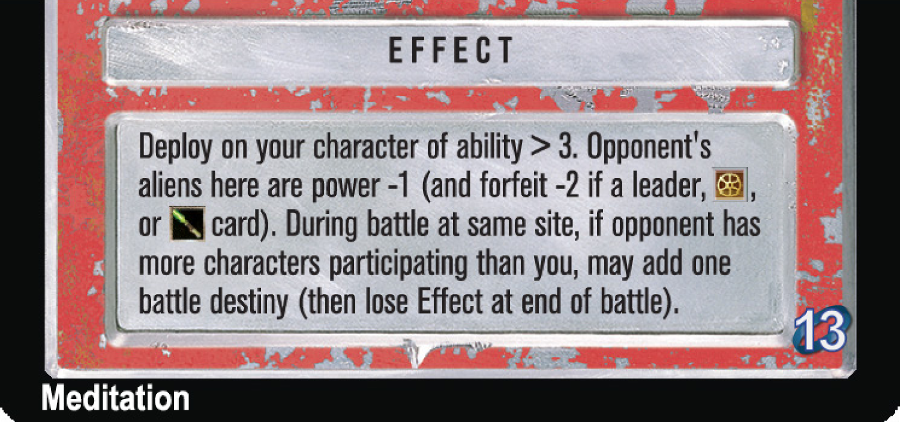 EFFECT
Deploy on your character of ability > 3. Opponent's
aliens here are power -1 (and forfeit -2 if a leader, ,
or card). During battle at same site, if opponent has
more characters participating than you, may add one
battle destiny (then lose Effect at end of battle).
13
Meditation